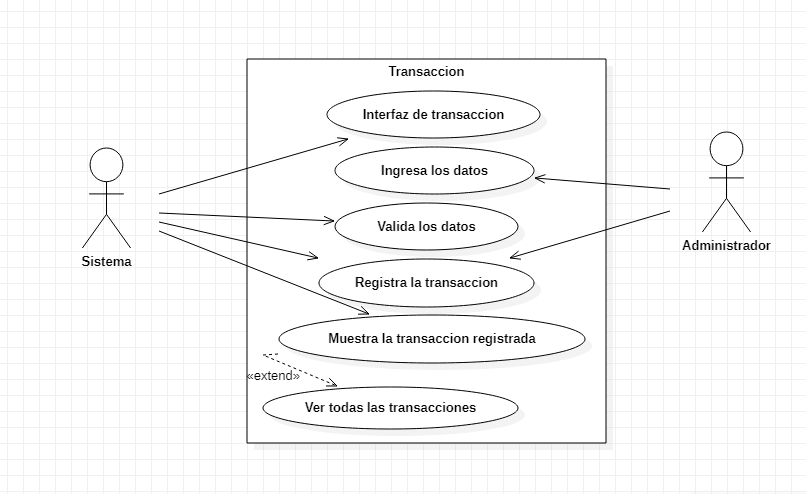 Transaccion
Interfaz de transaccion
Ingresa los datos
Valida los datos
Sistema
Administrador
Registra la transaccion
Muestra la transaccion registrada
«extend»
Ver todas las transacciones